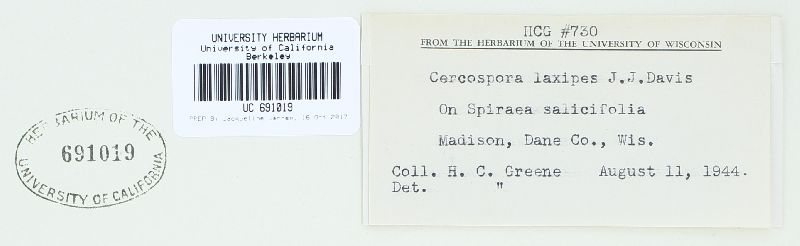 UNIVERSITY HERBARIUM
University of California
Berkeley
UC 691019
HERBARIUM OF THE
691019
UNIVERSITY OF CALIFORNIA
HCG #730
FROM THE HERBARIUM OF THE UNIVERSITY OF WISCONSIN
Cercospora laxipes J.J.Davis
On Spiraea salicifolia
Madison, Dane Co., Wis.
Coll. H. C. Greene August 11, 1944.
Det. "